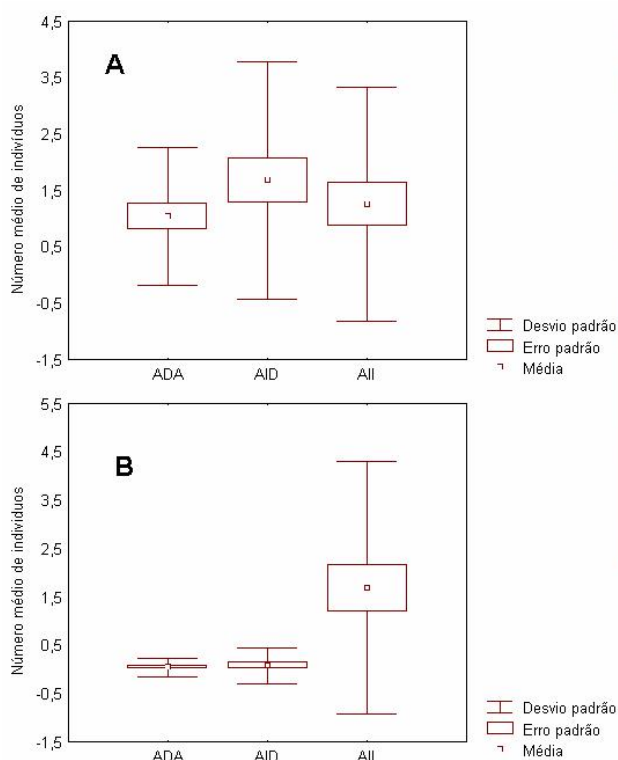 4,5
A
3,5
2,5
1,5
0,5
-0,5
-1,5
Número médio de indivíduos
ADA AID AII
Desvio padrão
Erro padrão
Média
5,5
B
4,5
3,5
2,5
1,5
0,5
-0,5
-1,5
Número médio de individuos
ADA AID AII
Desvio padrão
Erro padrão
Média